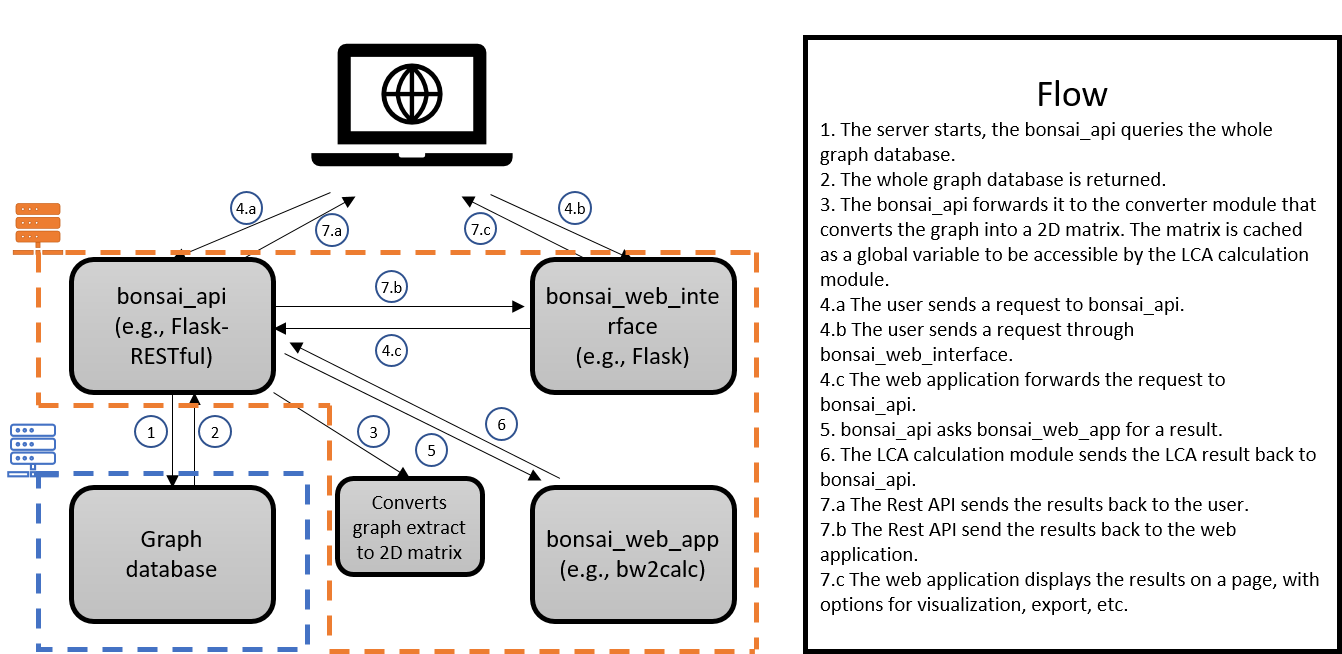 4.a
7.a
7.c
4.b
bonsai_api
(e.g., Flask-
RESTful)
7.b
4.c
bonsai_web_inte
rface
(e.g., Flask)
1
2
3
5
6
Graph
database
Converts
graph extract
to 2D matrix
bonsai_web_app
(e.g., bw2calc)
Flow
1. The server starts, the bonsai_api queries the whole
graph database.
2. The whole graph database is returned.
3. The bonsai_api forwards it to the converter module that
converts the graph into a 2D matrix. The matrix is cached
as a global variable to be accessible by the LCA calculation
module.
4.a The user sends a request to bonsai_api.
4.b The user sends a request through
bonsai_web_interface.
4.c The web application forwards the request to
bonsai_api.
5. bonsai_api asks bonsai_web_app for a result.
6. The LCA calculation module sends the LCA result back to
bonsai_api.
7.a The Rest API sends the results back to the user.
7.b The Rest API send the results back to the web
application.
7.c The web application displays the results on a page, with
options for visualization, export, etc.